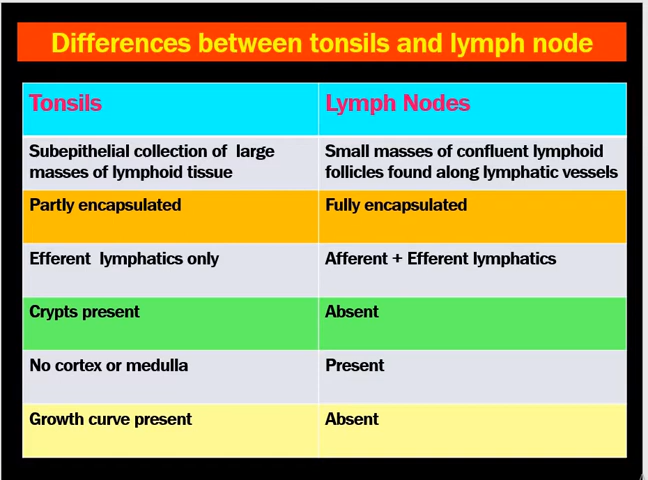 Differences between tonsils and lymph node
Tonsils
Lymph Nodes
Subepithelial collection of large
masses of lymphoid tissue
Small masses of confluent lymphoid
follicles found along lymphatic vessels
Partly encapsulated
Fully encapsulated
Efferent lymphatics only
Afferent + Efferent lymphatics
Crypts present
Absent
No cortex or medulla
Present
Growth curve present
Absent